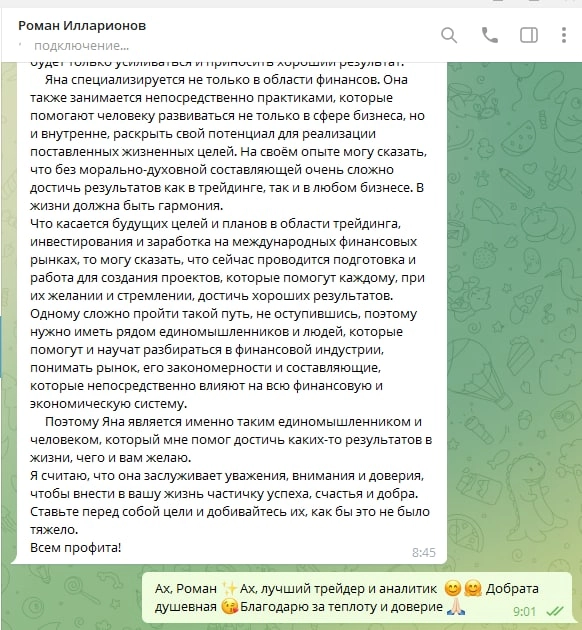 Роман Илларионов
подключение...
будет только усиливаться и приносить хороший результат.
Яна специализируется не только в области финансов. Она
также занимается непосредственно практиками, которые
помогают человеку развиваться не только в сфере бизнеса, но
и внутренне, раскрыть свой потенциал для реализации
поставленных жизненных целей. На своём опыте могу сказать,
что без морально-духовной составляющей очень сложно
достичь результатов как в трейдинге, так и в любом бизнесе. В
жизни должна быть гармония.
Что касается будущих целей и планов в области трейдинга,
инвестирования и заработка на международных финансовых
рынках, то могу сказать, что сейчас проводится подготовка и
работа для создания проектов, которые помогут каждому, при
их желании и стремлении, достичь хороших результатов.
Одному сложно пройти такой путь, не оступившись, поэтому
нужно иметь рядом единомышленников и людей, которые
помогут и научат разбираться в финансовой индустрии,
понимать рынок, его закономерности и составляющие,
которые непосредственно влияют на всю финансовую и
экономическую систему.
Поэтому Яна является именно таким единомышленником и
человеком, который мне помог достичь каких-то результатов в
жизни, чего и вам желаю.
Я считаю, что она заслуживает уважения, внимания и доверия,
чтобы внести в вашу жизнь частичку успеха, счастья и добра.
Ставьте перед собой цели и добивайтесь их, как бы это не было
тяжело.
Всем профита!
8:45
Ах, Роман ✨Ах, лучший трейдер и аналитик 😊🤗 Добрата
душевная 😘Благодарю за теплоту и доверие 🙏🏻
9:01